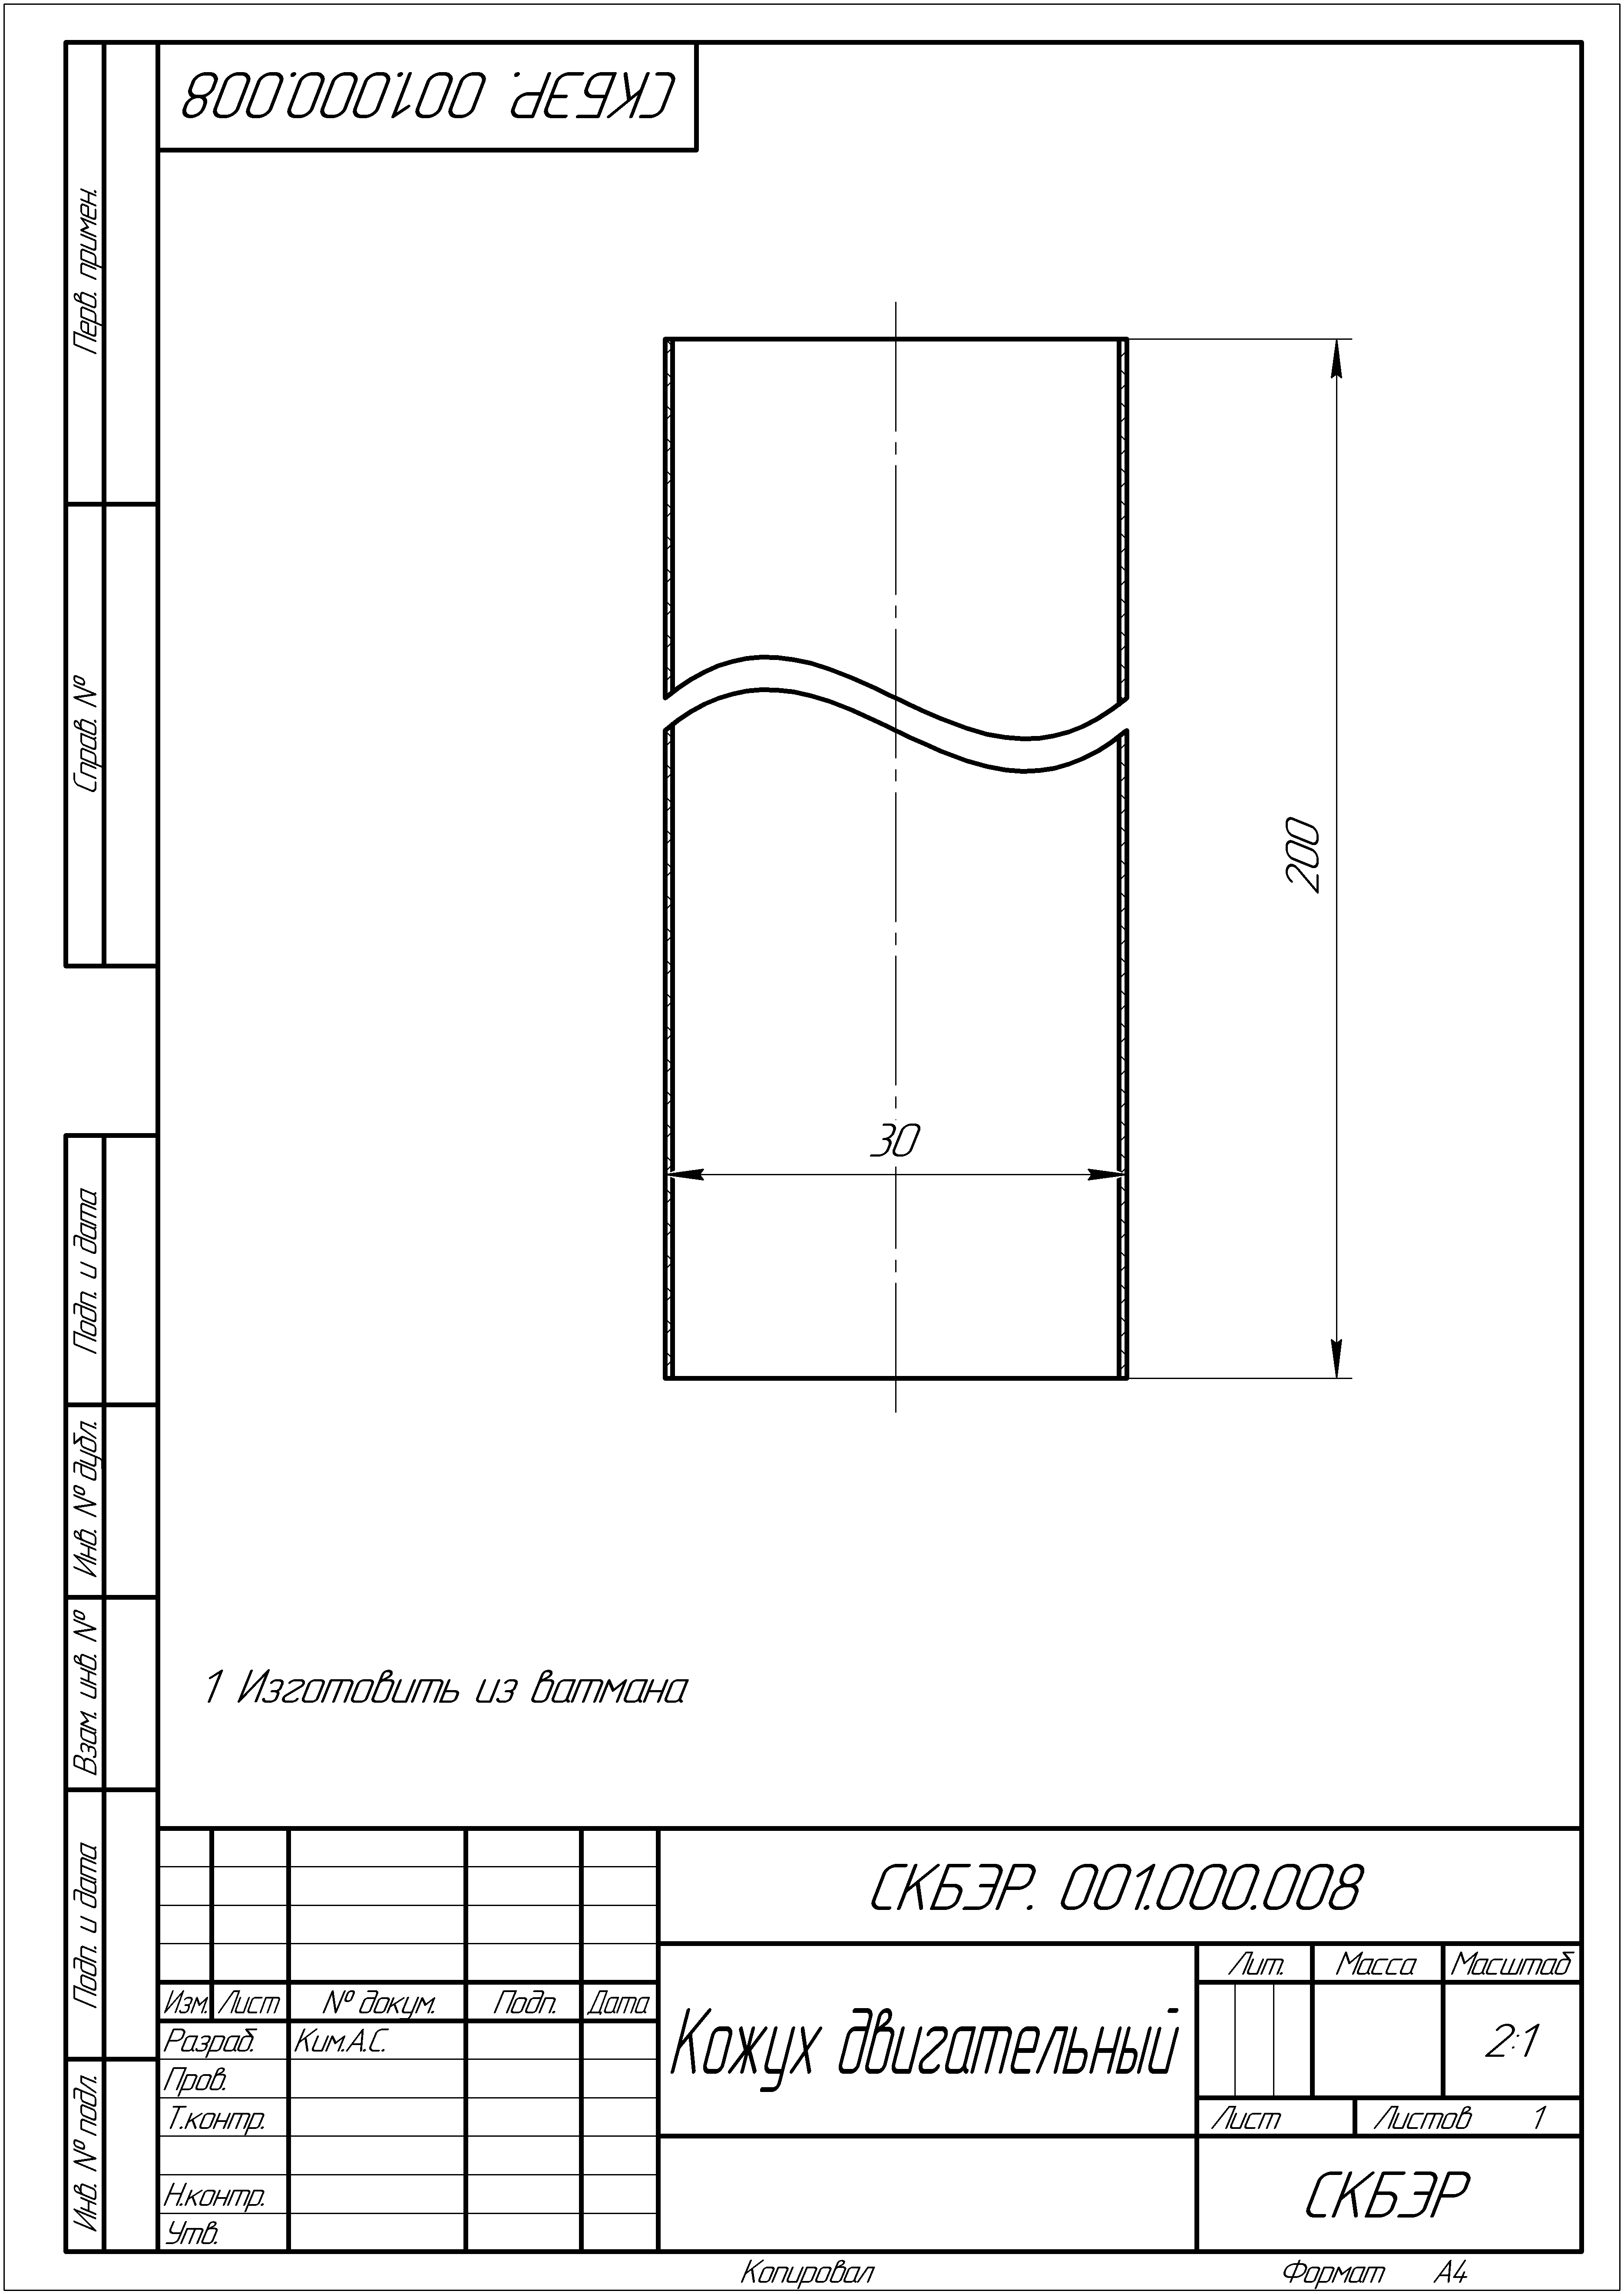 СКБЭР. 001.000.008
Перв. примен.
Справ. №
200
30
Подп. и дата
Инв. № дубл.
Взам. инв. №
Подп. и дата
Инв. № подл.
1 Изготовить из ватмана
СКБЭР. 001.000.008
Изм. Лист № докум. Подп. Дата
Разраб. Ким.А.С.
Пров.
Т.контр.
Н.контр.
Утв.
Кожух двигательный
Лит. Масса Масштаб
2:1
Лист Листов 1
СКБЭР
Копировал Формат А4